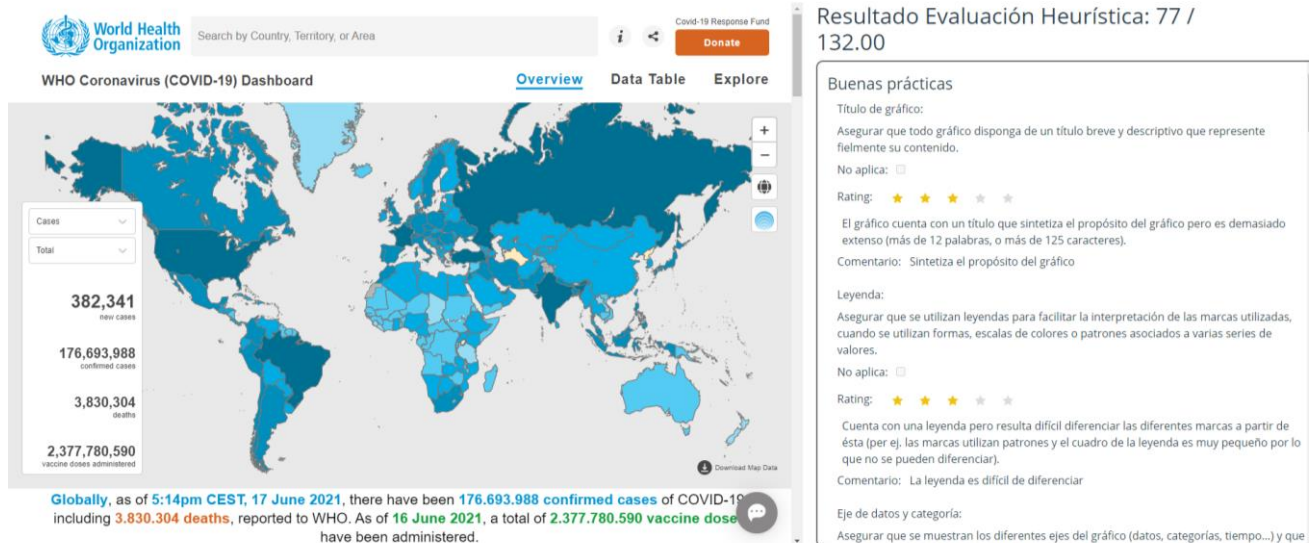 World Health
Organization
Search by Country, Territory, or Area
i
Covid-19 Response Fund
Donate
WHO Coronavirus (COVID-19) Dashboard
Overview
Data Table
Explore
+
−
Cases
Total
382,341
new cases
176,693,988
confirmed cases
3,830,304
deaths
2,377,780,590
vaccine doses administered
Download Map Data
Globally, as of 5:14pm CEST, 17 June 2021, there have been 176.693.988 confirmed cases of COVID-19
including 3.830.304 deaths, reported to WHO. As of 16 June 2021, a total of 2.377.780.590 vaccine dose
have been administered.
Resultado Evaluación Heurística: 77 /
132.00
Buenas prácticas
Título de gráfico:
Asegurar que todo gráfico disponga de un título breve y descriptivo que represente
fielmente su contenido.
No aplica:
Rating:
El gráfico cuenta con un título que sintetiza el propósito del gráfico pero es demasiado
extenso (más de 12 palabras, o más de 125 caracteres).
Comentario: Sintetiza el propósito del gráfico
Leyenda:
Asegurar que se utilizan leyendas para facilitar la interpretación de las marcas utilizadas,
cuando se utilizan formas, escalas de colores o patrones asociados a varias series de
valores.
No aplica:
Rating:
Cuenta con una leyenda pero resulta difícil diferenciar las diferentes marcas a partir de
ésta (por ej. las marcas utilizan patrones y el cuadro de la leyenda es muy pequeño por lo
que no se pueden diferenciar).
Comentario: La leyenda es difícil de diferenciar
Eje de datos y categoría:
Asegurar que se muestran los diferentes ejes del gráfico (datos, categorías, tiempo...) y que